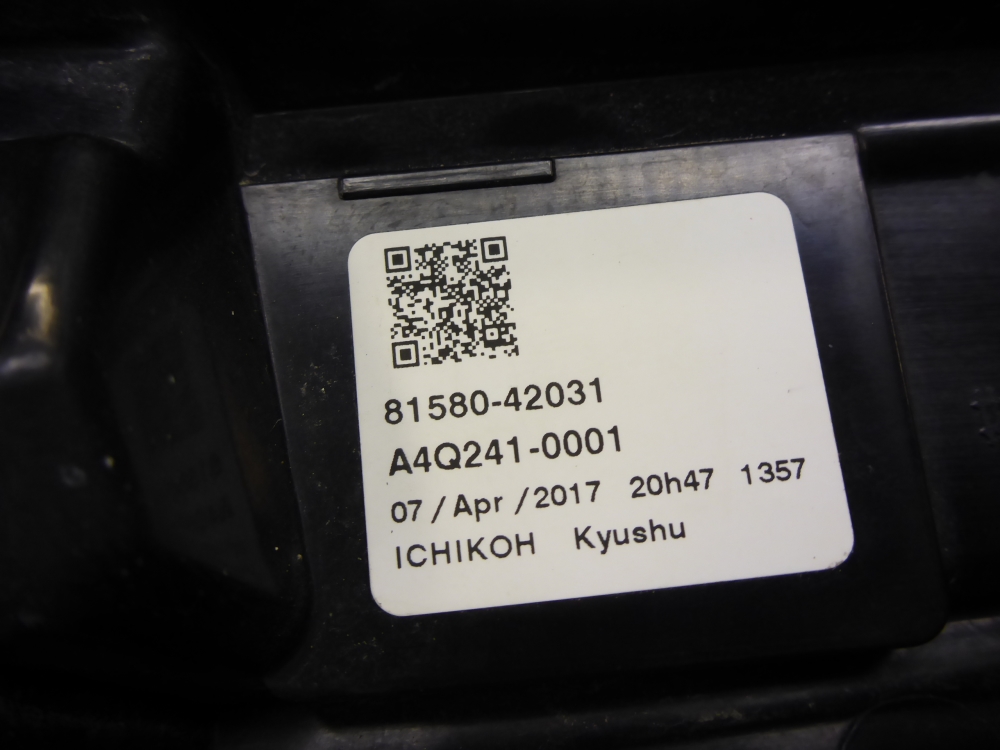 81580-42031
A4Q241-0001
07/Apr/2017 20h47 1357
ICHIKOH Kyushu